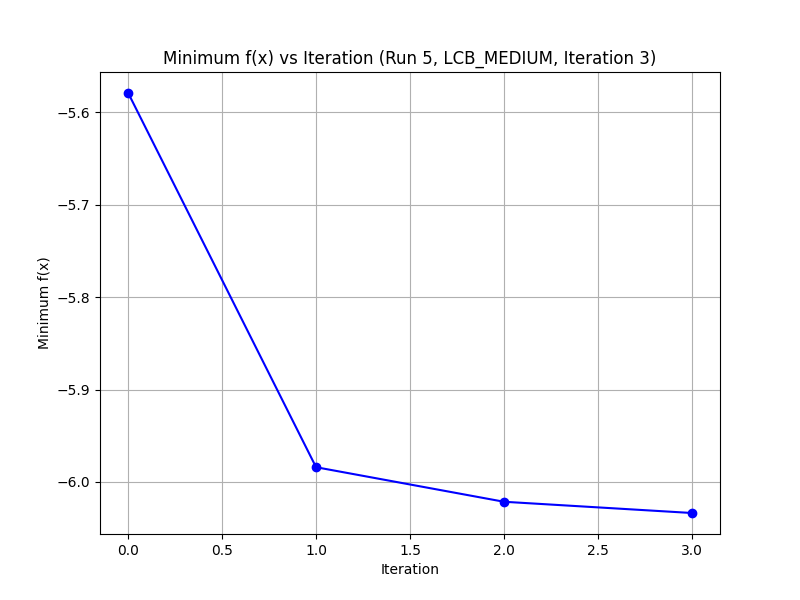 Minimum f(x) vs Iteration (Run 5, LCB_MEDIUM, Iteration 3)
Minimum f(x)
−5.6
−5.7
−5.8
−5.9
−6.0
0.0 0.5 1.0 1.5 2.0 2.5 3.0
Iteration